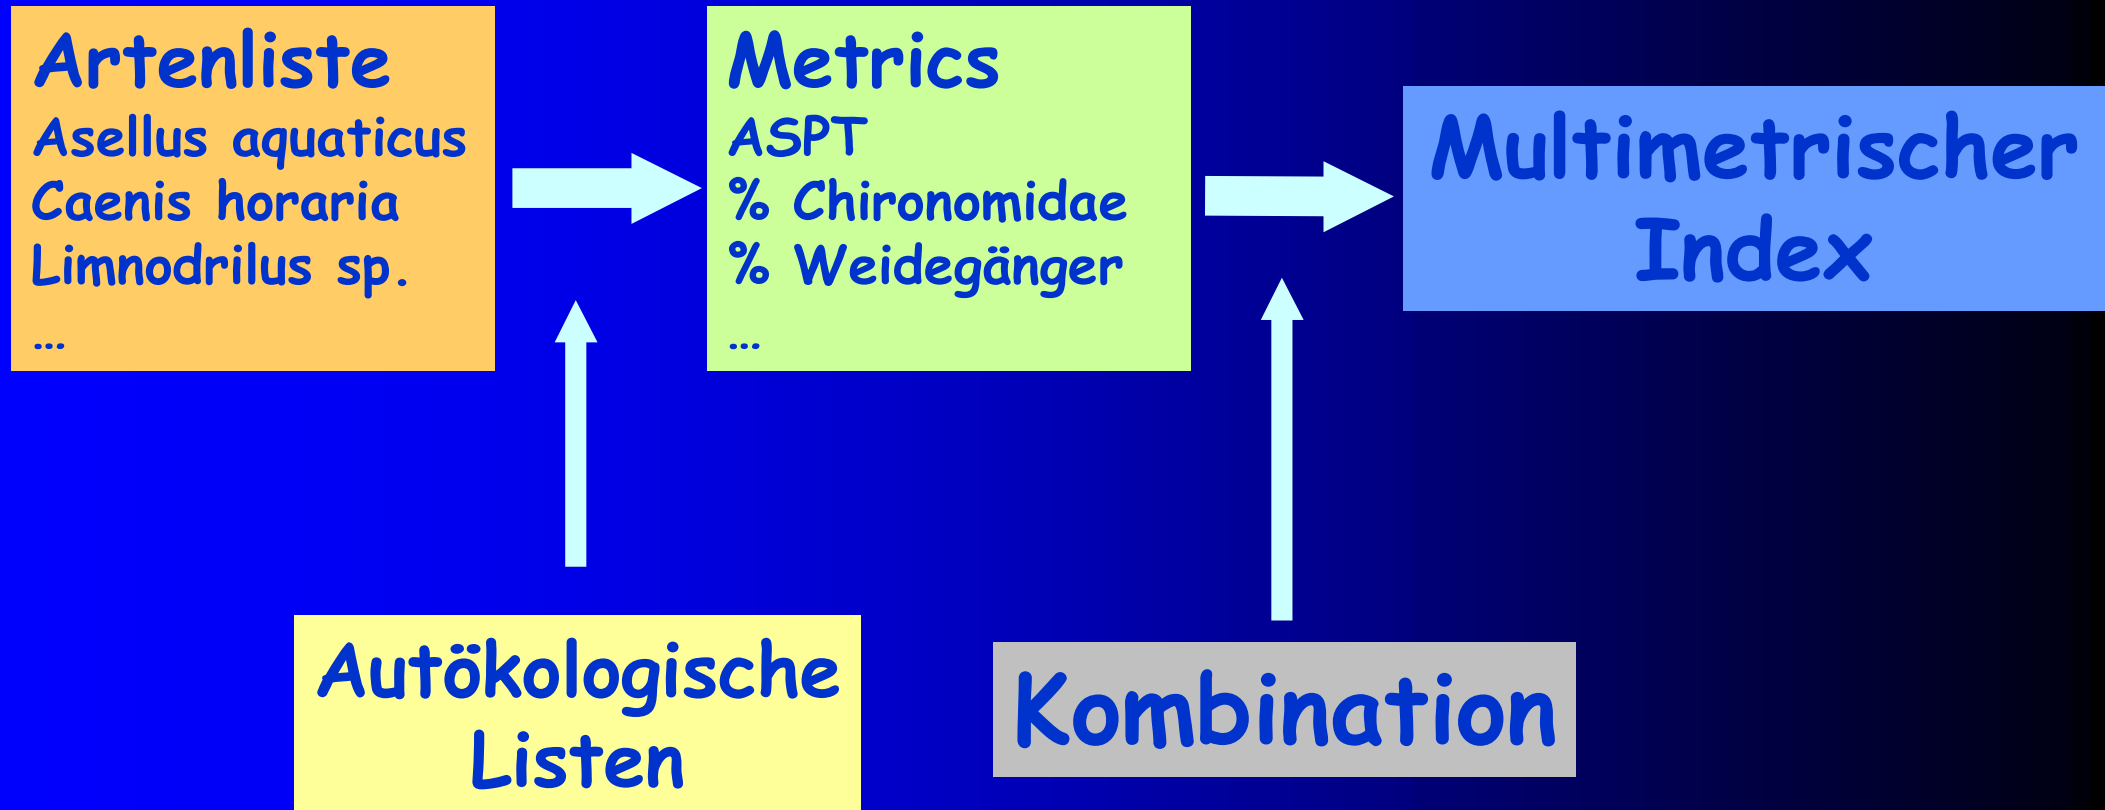 Artenliste
Asellus aquaticus
Caenis horaria
Limnodrilus sp.
…
Metrics
ASPT
% Chironomidae
% Weidegänger
…
Multimetrischer
Index
Autökologische
Listen
Kombination